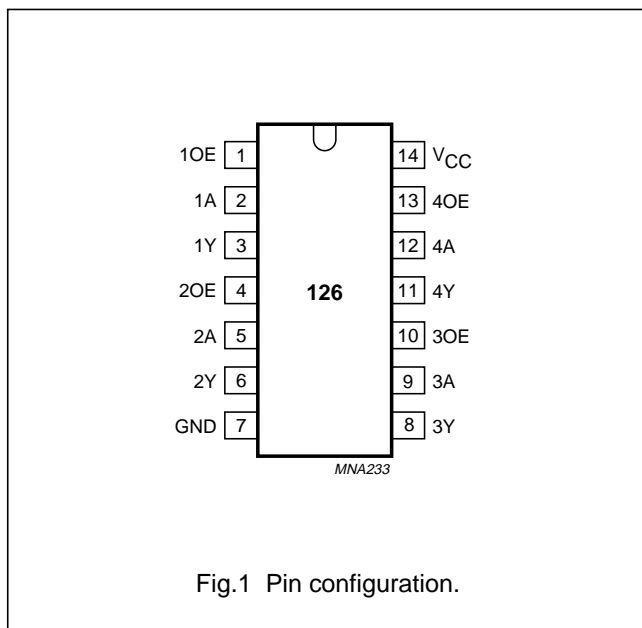 1OE 1 14 VCC
1A 2 13 4OE
1Y 3 12 4A
2OE 4 126 11 4Y
2A 5 10 3OE
2Y 6 9 3A
GND 7 8 3Y
MNA233
Fig.1 Pin configuration.